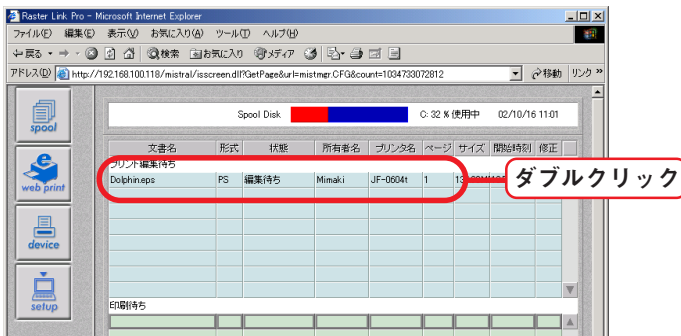 Raster Link Pro - Microsoft Internet Explorer
ファイル(F) 編集(E) 表示(V) お気に入り(A) ツール(T) ヘルプ(H)
戻る 検索 お気に入り メディア
アドレス(D) http://192.168.100.118/mistral/isscreen.dll?GetPage&url=mistmgr.CFG&count=1034733072812 移動 リンク »
spool
web print
device
setup
Spool Disk C: 32 % 使用中 02/10/16 11:01
文書名 形式 状態 所有者名 プリンタ名 ページ サイズ 開始時刻 修正
プリント編集待ち
Dolphin.eps PS 編集待ち Mimaki JF-0604t 1
ダブルクリック
印刷待ち